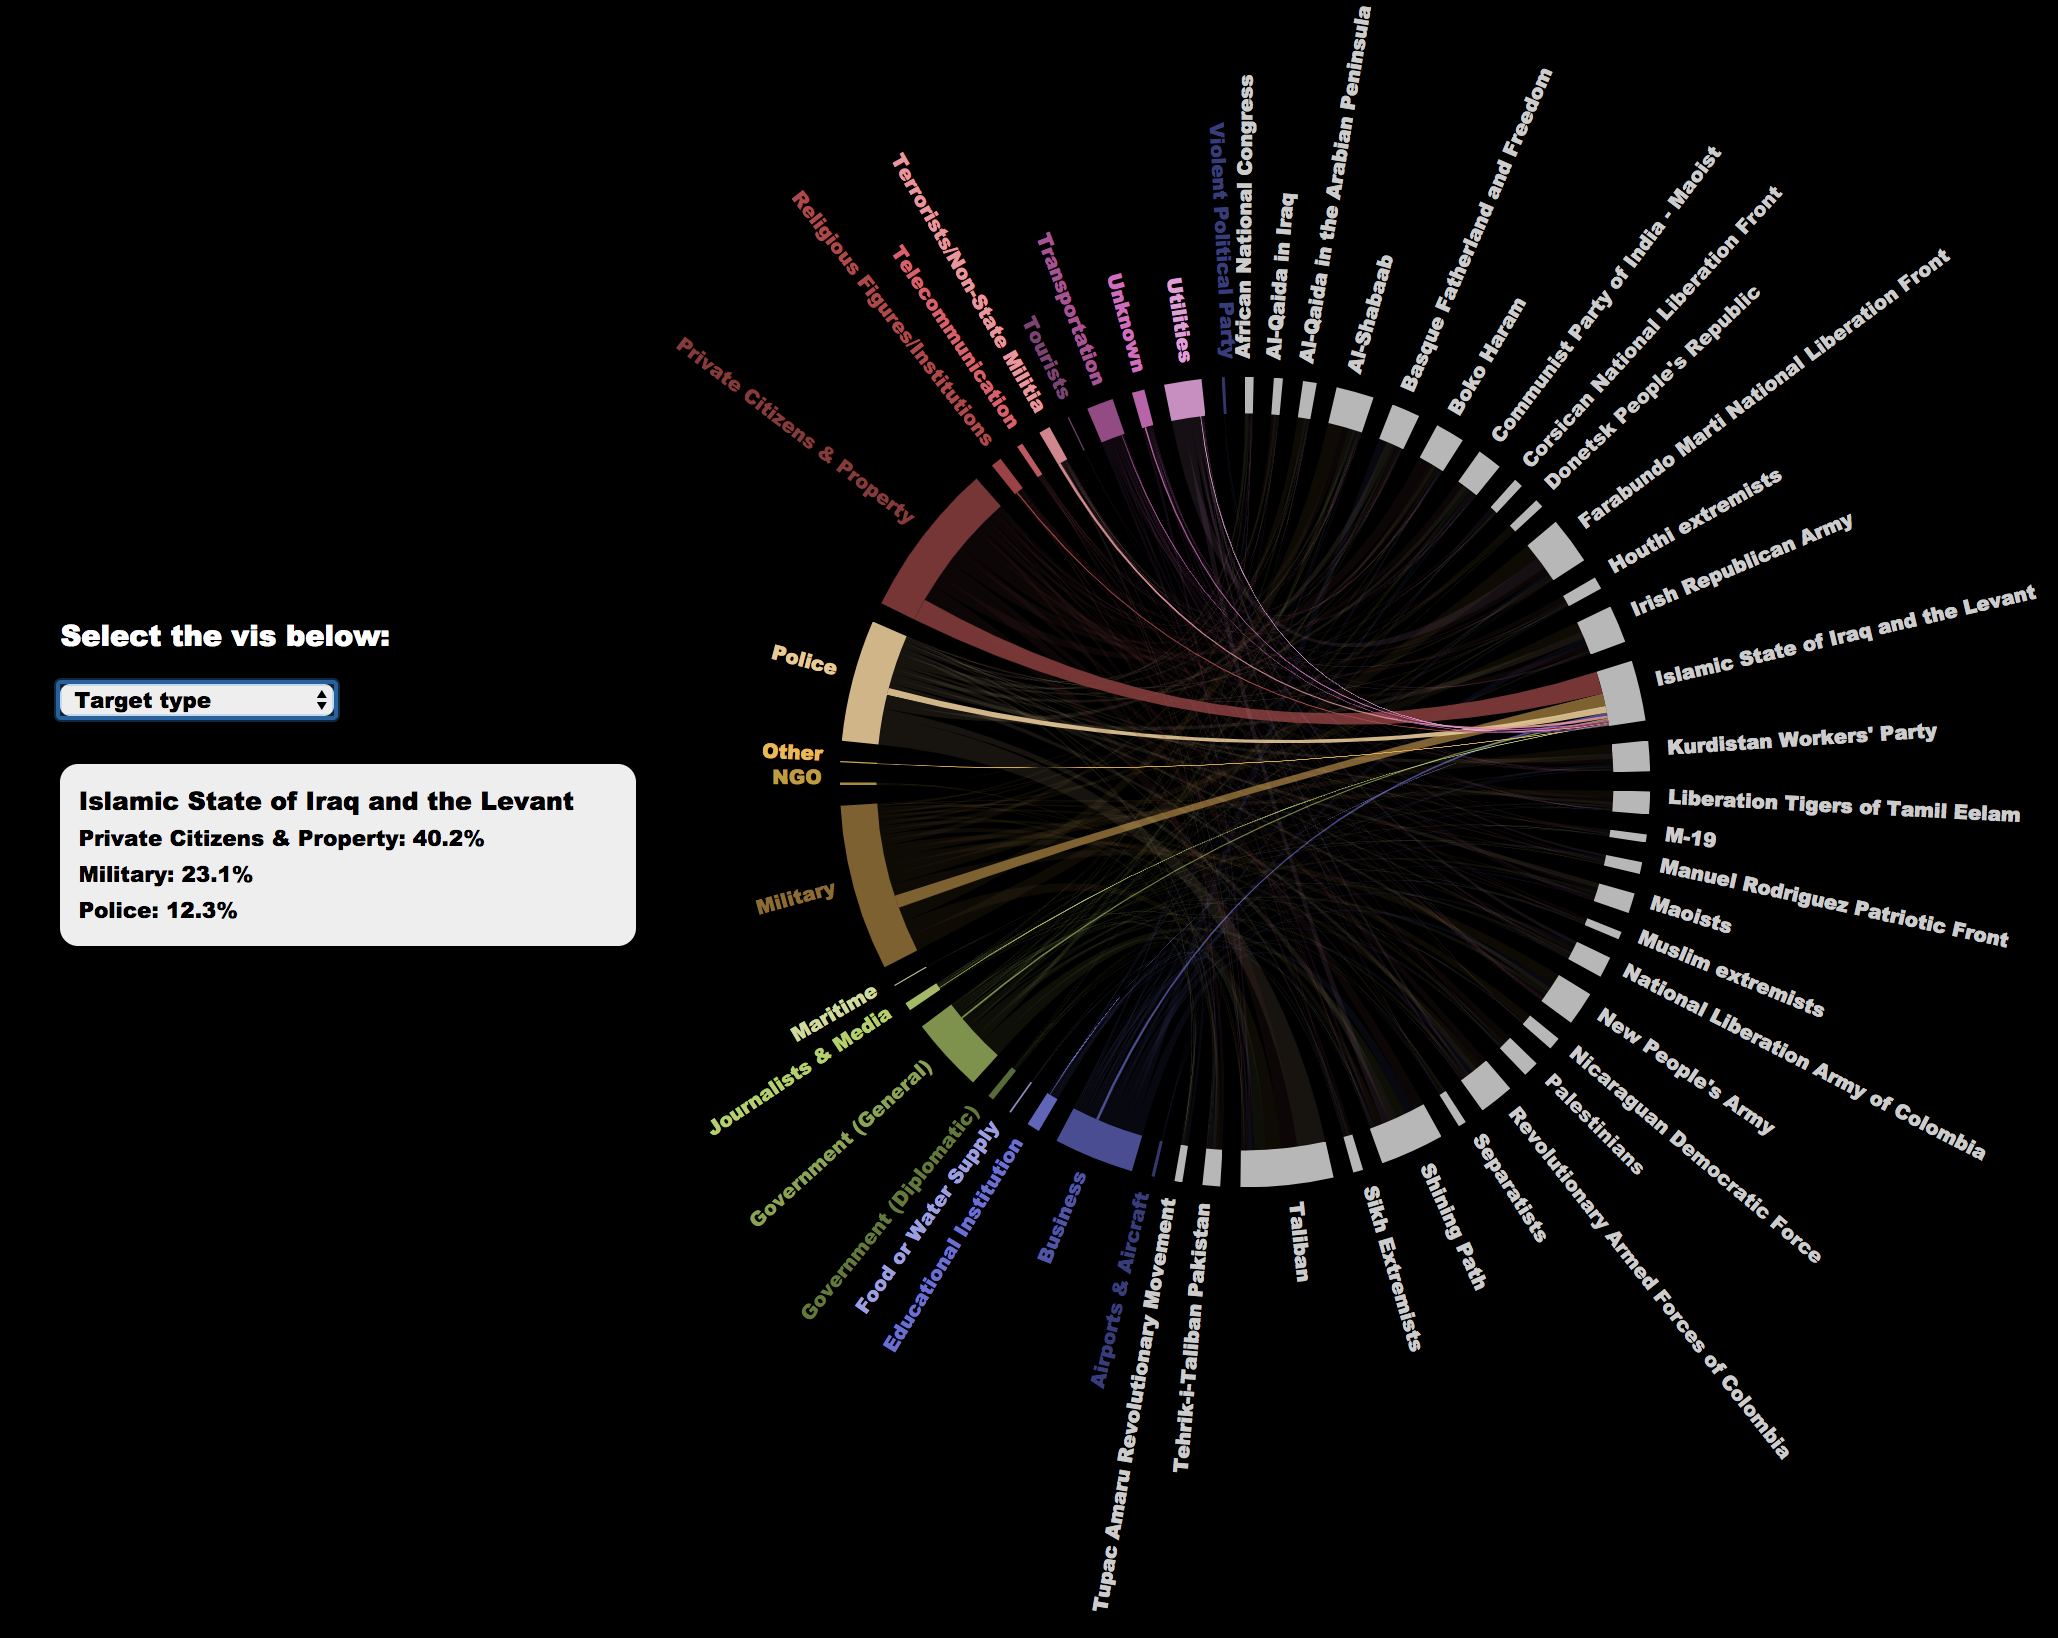 Select the vis below:
Target type
Islamic State of Iraq and the Levant
Private Citizens & Property: 40.2%
Military: 23.1%
Police: 12.3%
African National Congress
Al-Qaida in Iraq
Al-Qaida in the Arabian Peninsula
Al-Shabaab
Basque Fatherland and Freedom
Boko Haram
Communist Party of India - Maoist
Corsican National Liberation Front
Donetsk People's Republic
Farabundo Marti National Liberation Front
Houthi extremists
Irish Republican Army
Islamic State of Iraq and the Levant
Kurdistan Workers' Party
Liberation Tigers of Tamil Eelam
M-19
Manuel Rodriguez Patriotic Front
Maoists
Muslim extremists
National Liberation Army of Colombia
New People's Army
Nicaraguan Democratic Force
Palestinians
Revolutionary Armed Forces of Colombia
Separatists
Shining Path
Sikh Extremists
Taliban
Tehrik-i-Taliban Pakistan
Tupac Amaru Revolutionary Movement
Airports & Aircraft
Business
Educational Institution
Food or Water Supply
Government (Diplomatic)
Government (General)
Journalists & Media
Maritime
Military
NGO
Other
Police
Private Citizens & Property
Religious Figures/Institutions
Telecommunication
Terrorists/Non-State Militia
Tourists
Transportation
Unknown
Utilities
Violent Political Party